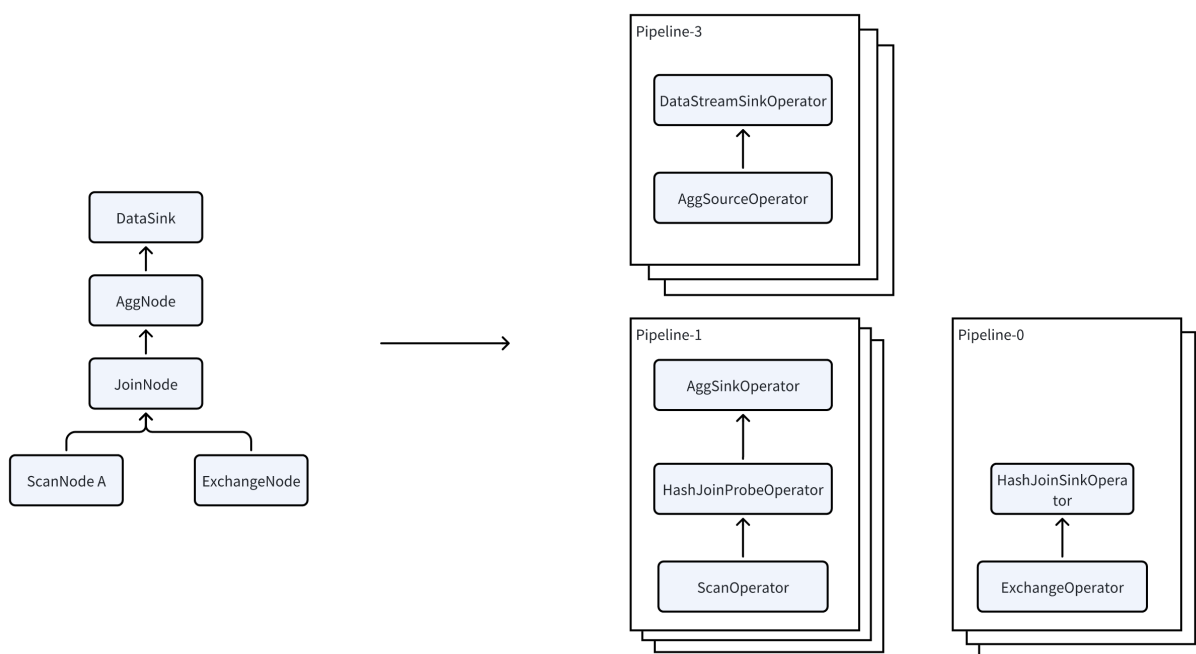 DataSink
AggNode
JoinNode
ScanNode A
ExchangeNode
Pipeline-3
DataStreamSinkOperator
AggSourceOperator
Pipeline-1
AggSinkOperator
HashJoinProbeOperator
ScanOperator
Pipeline-0
HashJoinSinkOpera
tor
ExchangeOperator